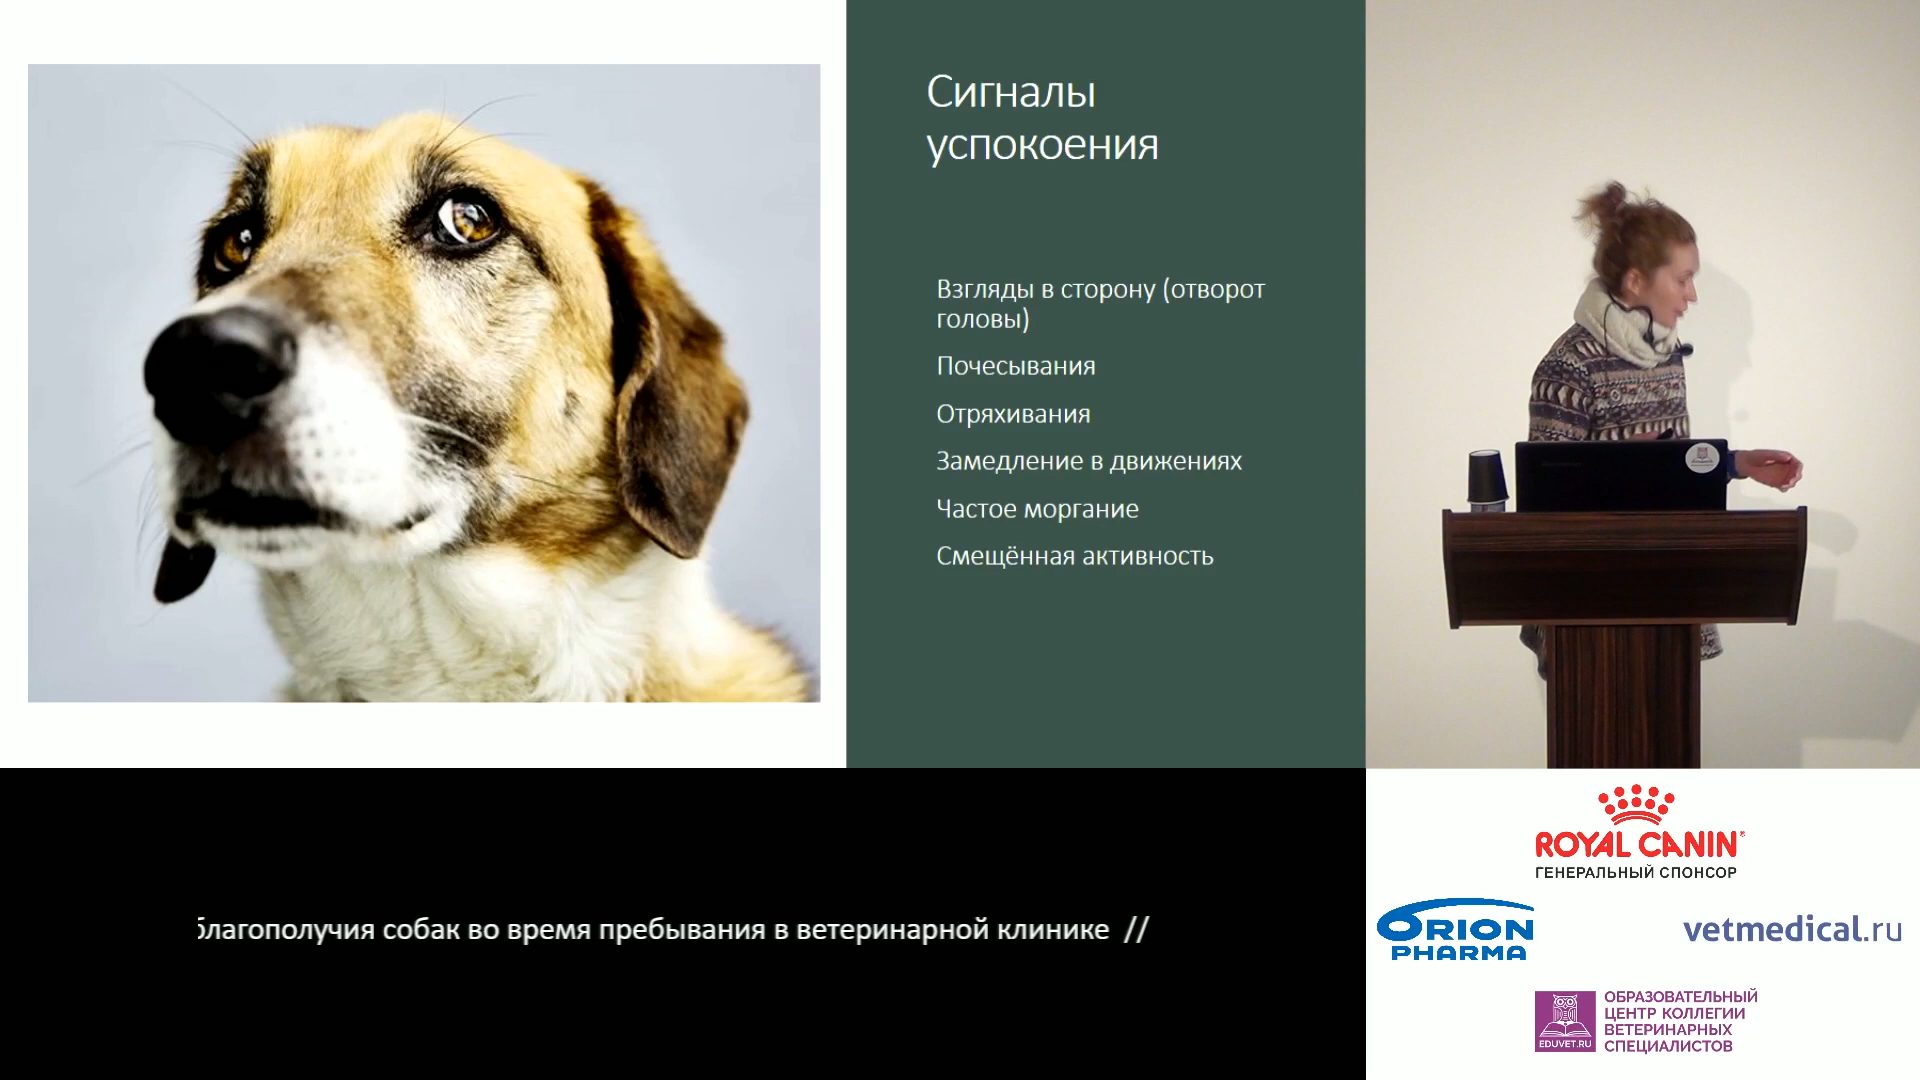 Сигналы
успокоения
Взгляды в сторону (отворот
головы)
Почесывания
Отряхивания
Замедление в движениях
Частое моргание
Смещённая активность
благополучия собак во время пребывания в ветеринарной клинике //
ROYAL CANIN®
ГЕНЕРАЛЬНЫЙ СПОНСОР
ORION
PHARMA
vetmedical.ru
EDUVET.RU
ОБРАЗОВАТЕЛЬНЫЙ
ЦЕНТР КОЛЛЕГИИ
ВЕТЕРИНАРНЫХ
СПЕЦИАЛИСТОВ